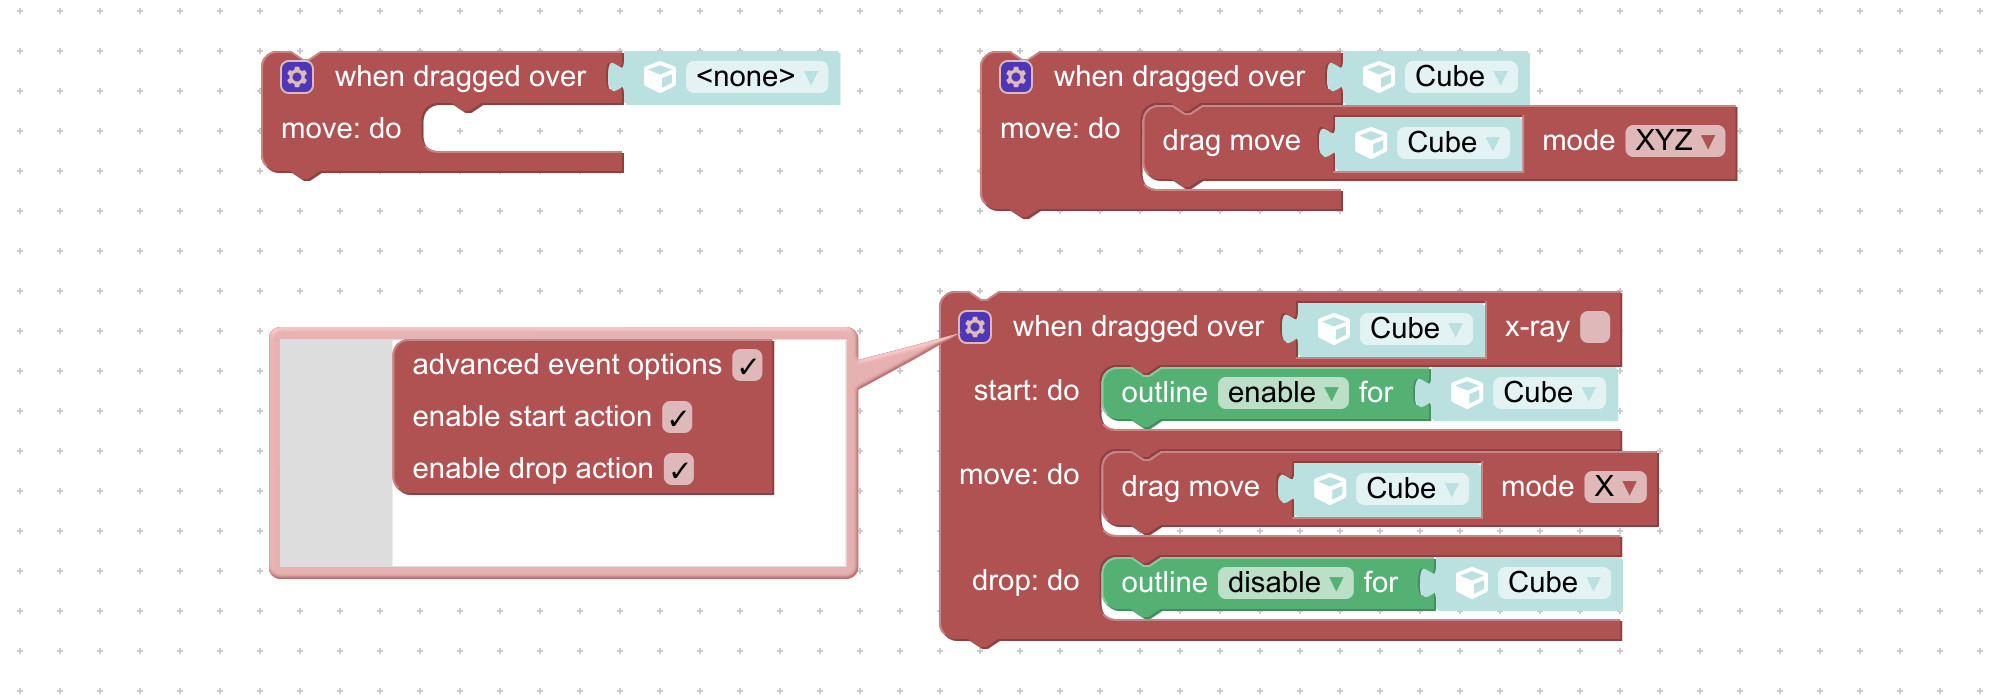 when dragged over <none> ▼
move: do
when dragged over Cube ▼
move: do drag move Cube ▼ mode XYZ ▼
advanced event options ✓
enable start action ✓
enable drop action ✓
when dragged over Cube ▼ x-ray
start: do outline enable ▼ for Cube ▼
move: do drag move Cube ▼ mode X ▼
drop: do outline disable ▼ for Cube ▼